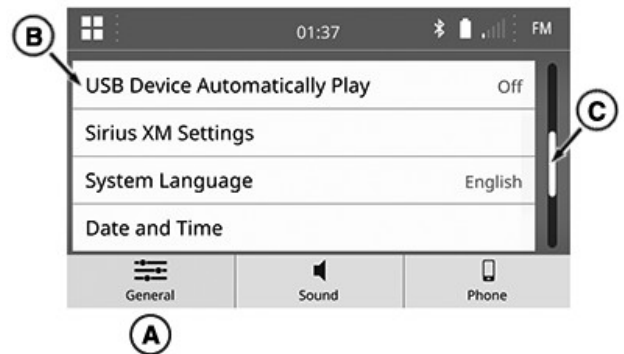 01:37 FM
B
USB Device Automatically Play Off
C
Sirius XM Settings
System Language English
Date and Time
General Sound Phone
A